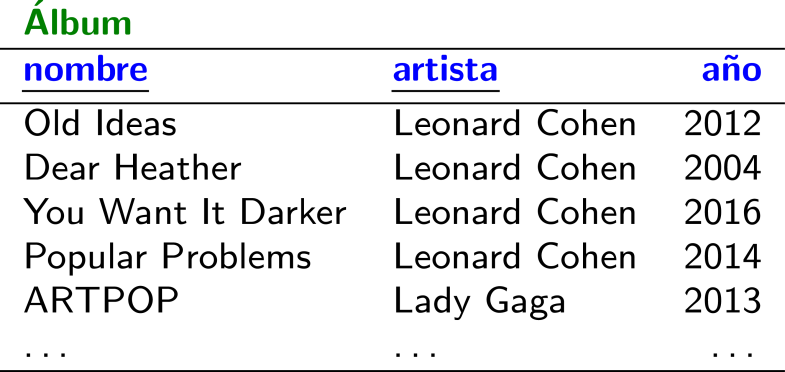 Álbum
nombre artista año
Old Ideas Leonard Cohen 2012
Dear Heather Leonard Cohen 2004
You Want It Darker Leonard Cohen 2016
Popular Problems Leonard Cohen 2014
ARTPOP Lady Gaga 2013
... ... ...